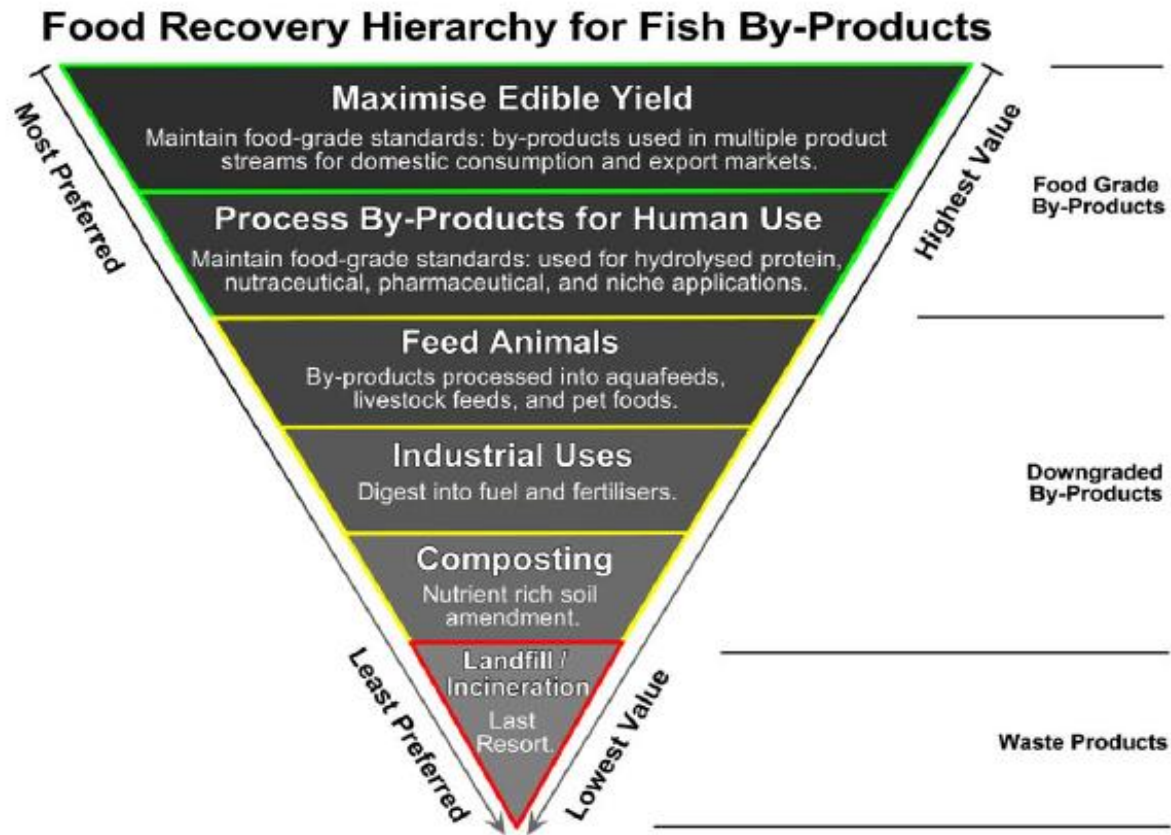 Food Recovery Hierarchy for Fish By-Products
Most Preferred
Highest Value
Maximise Edible Yield
Maintain food-grade standards: by-products used in multiple product
streams for domestic consumption and export markets.
Process By-Products for Human Use
Maintain food-grade standards: used for hydrolysed protein,
nutraceutical, pharmaceutical, and niche applications.
Food Grade
By-Products
Feed Animals
By-products processed into aquafeeds,
livestock feeds, and pet foods.
Industrial Uses
Digest into fuel and fertilisers.
Composting
Nutrient rich soil
amendment.
Downgraded
By-Products
Least Preferred
Lowest Value
Landfill /
Incineration
Last
Resort.
Waste Products